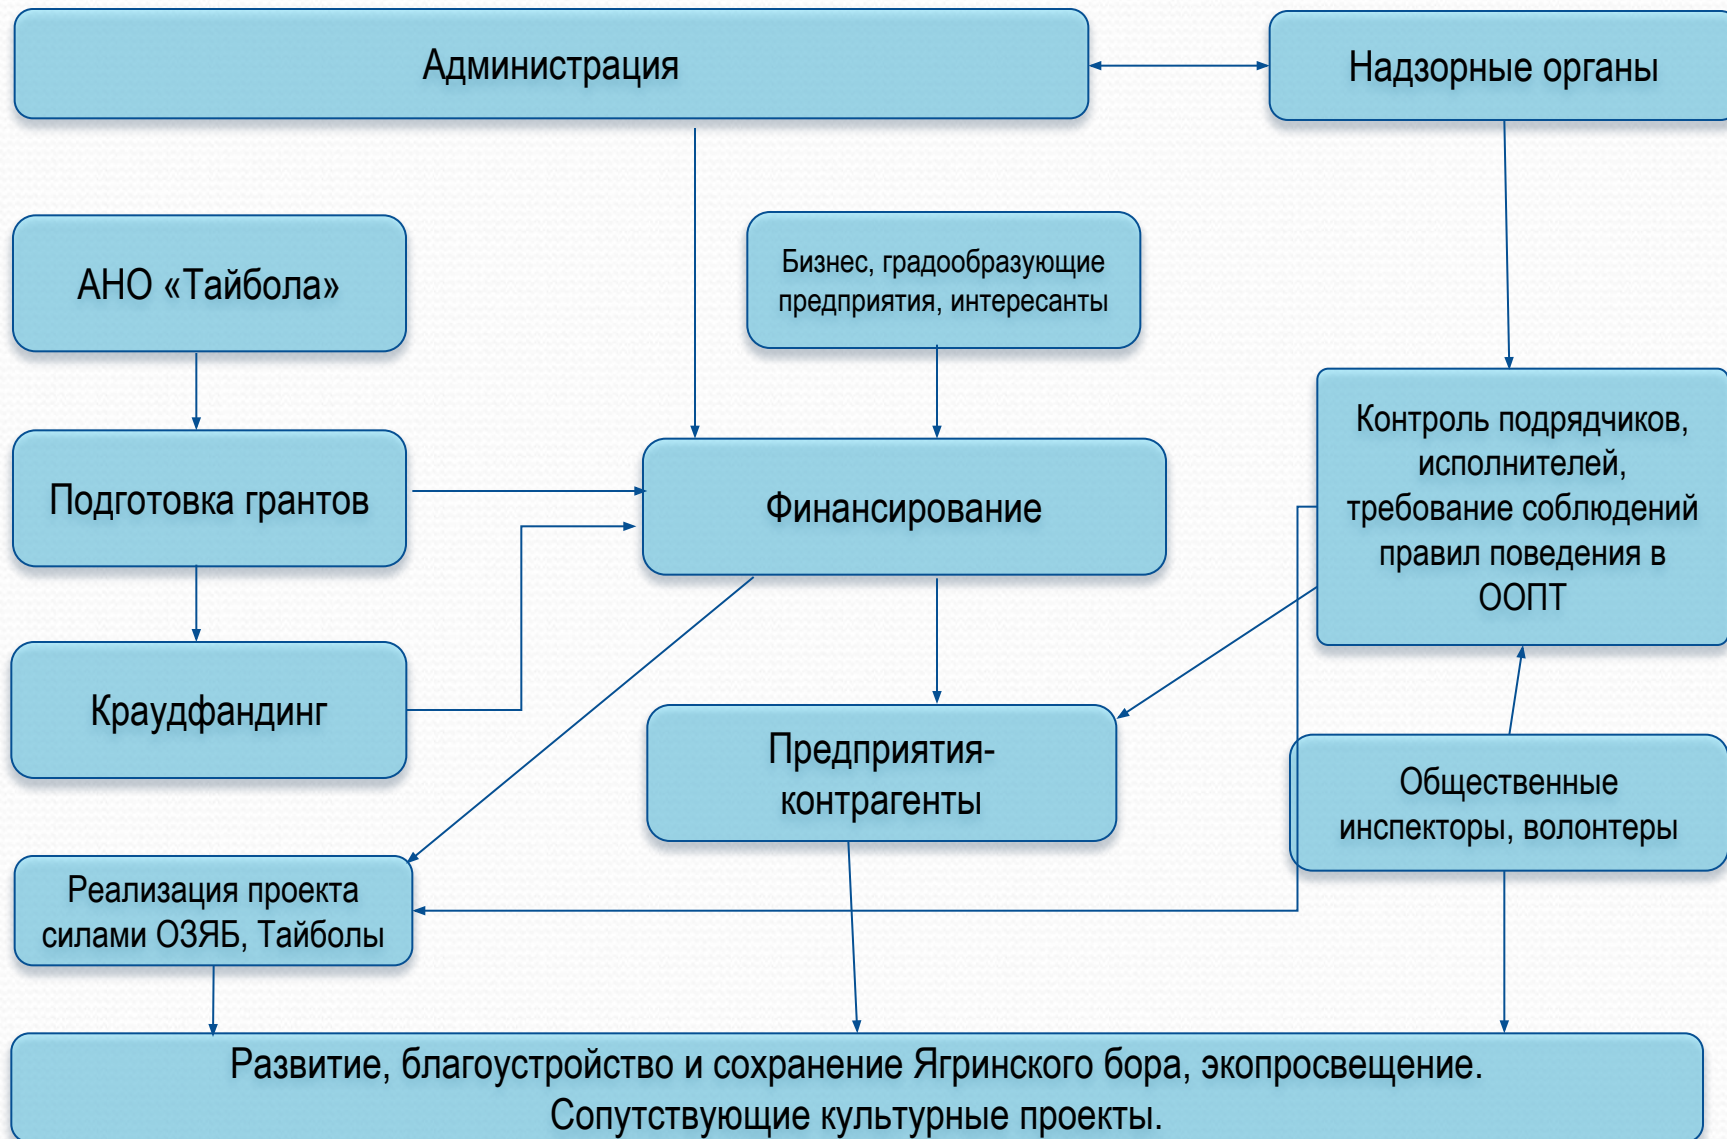 Администрация
Надзорные органы
АНО «Тайбола»
Бизнес, градообразующие
предприятия, интересанты
Подготовка грантов
Финансирование
Контроль подрядчиков,
исполнителей,
требование соблюдений
правил поведения в
ООПТ
Краудфандинг
Предприятия-
контрагенты
Общественные
инспекторы, волонтеры
Реализация проекта
силами ОЗЯБ, Тайболы
Развитие, благоустройство и сохранение Ягринского бора, экопросвещение.
Сопутствующие культурные проекты.